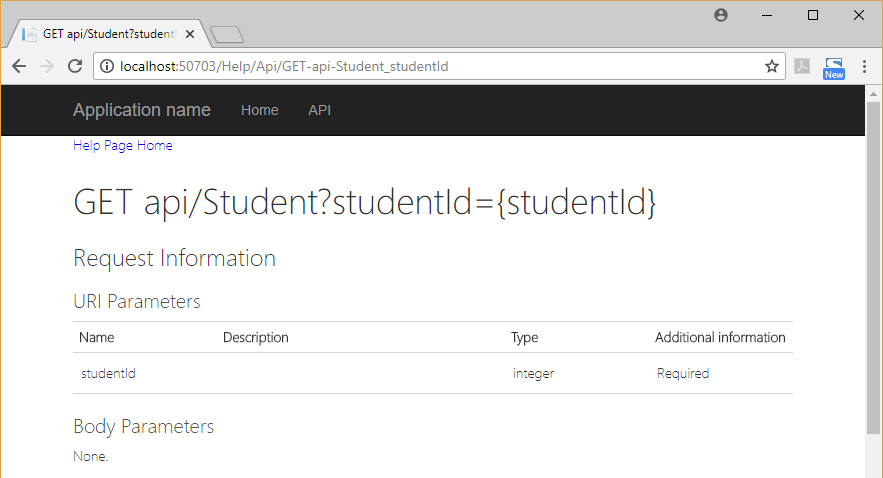 GET api/Student?student
localhost:50703/Help/Api/GET-api-Student_studentId
New
Application name Home API
Help Page Home
GET api/Student?studentId={studentId}
Request Information
URI Parameters
Name Description Type Additional information
studentId integer Required
Body Parameters
None.